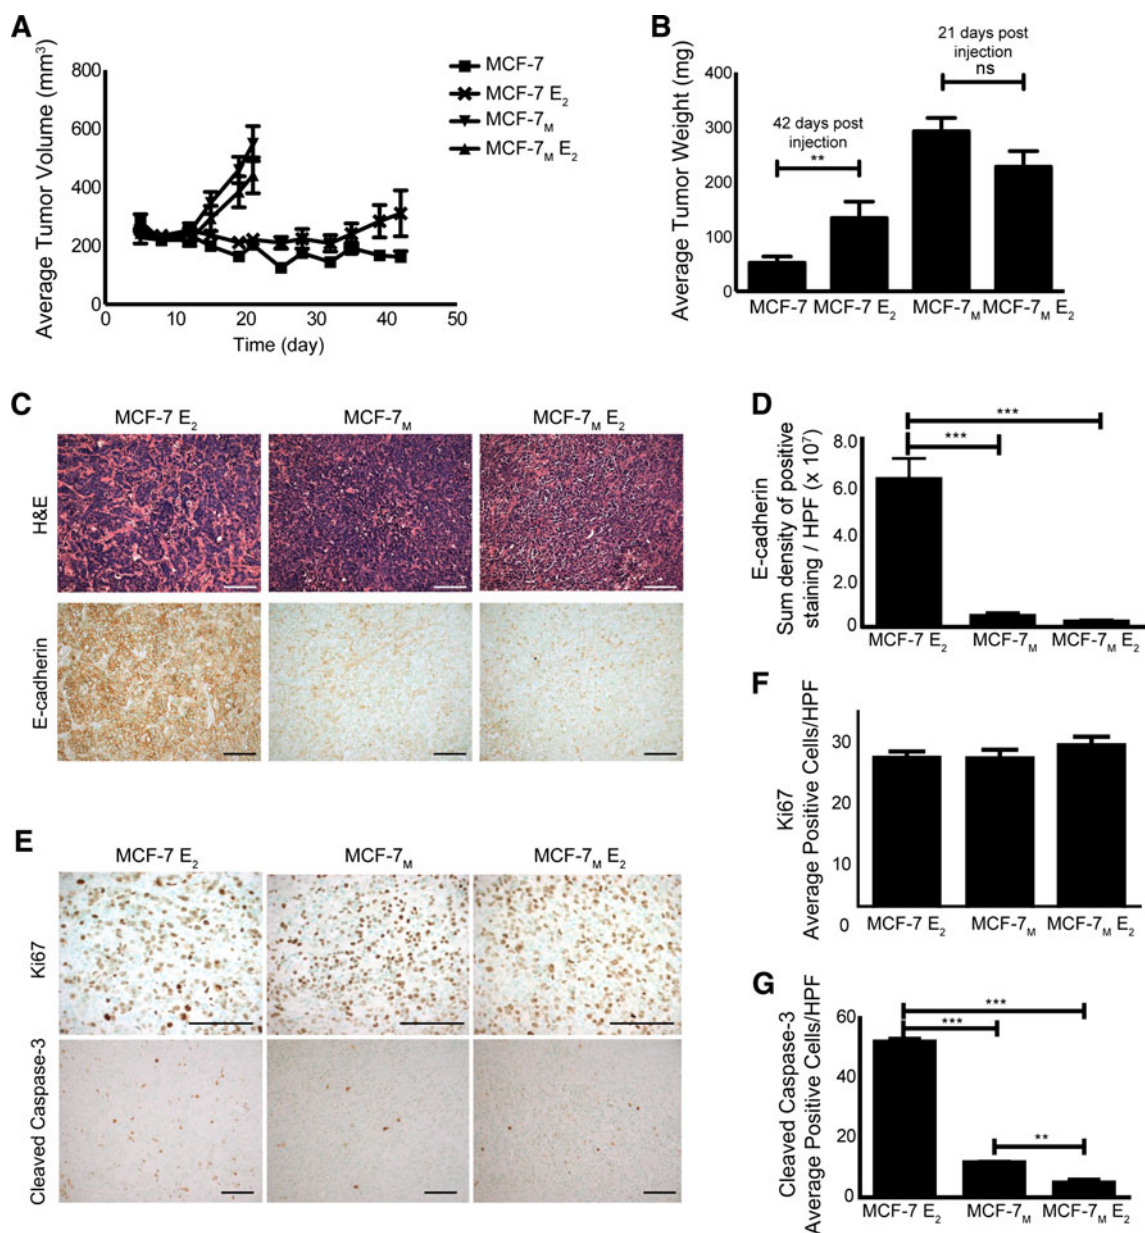 A
Average Tumor Volume (mm³)
800
600
400
200
0
0
10
20
30
40
50
Time (day)
MCF-7
MCF-7 E₂
MCF-7M
MCF-7M E₂
B
Average Tumor Weight (mg)
400
300
200
100
0
42 days post
injection
**
21 days post
injection
ns
MCF-7
MCF-7 E₂
MCF-7M
MCF-7M E₂
C
MCF-7 E₂
MCF-7M
MCF-7M E₂
H&E
E-cadherin
D
E-cadherin
Sum density of positive
staining / HPF (x 10⁷)
8.0
6.0
4.0
2.0
0
***
***
MCF-7 E₂
MCF-7M
MCF-7M E₂
E
MCF-7 E₂
MCF-7M
MCF-7M E₂
Ki67
Cleaved Caspase-3
F
Ki67
Average Positive Cells/HPF
30
20
10
0
MCF-7 E₂
MCF-7M
MCF-7M E₂
G
Cleaved Caspase-3
Average Positive Cells/HPF
60
40
20
0
***
***
**
MCF-7 E₂
MCF-7M
MCF-7M E₂